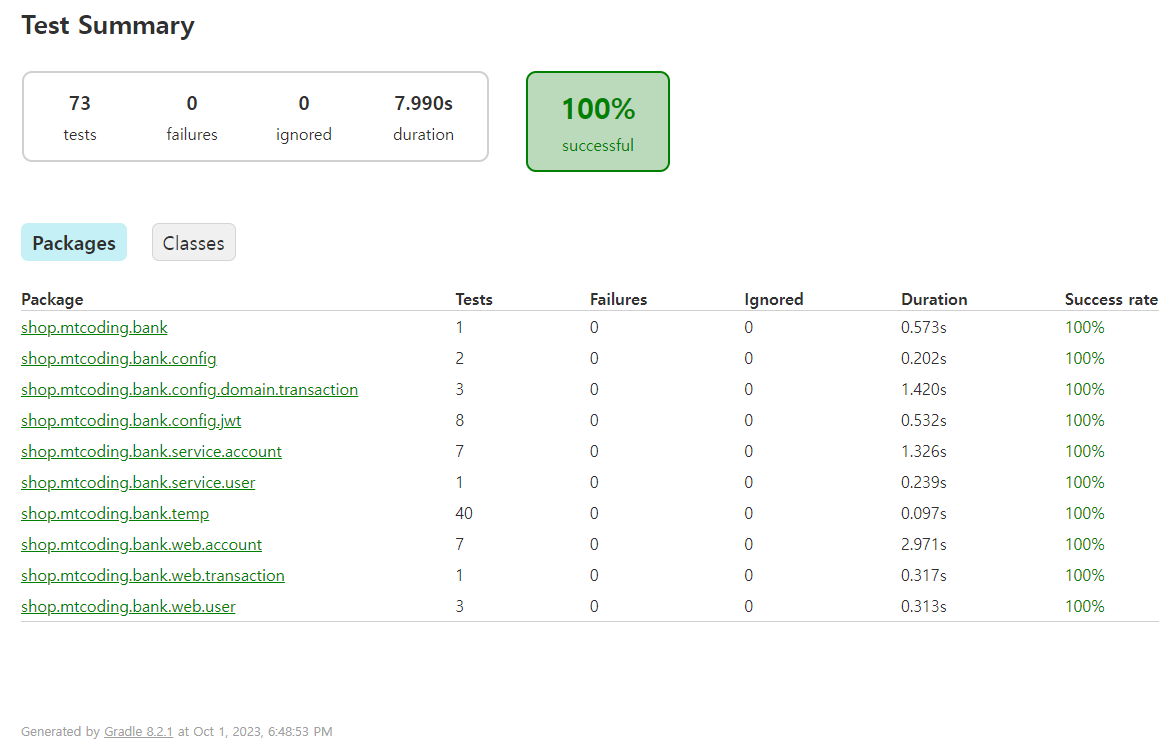 Test Summary
73 0 0 7.990s
tests failures ignored duration
100%
successful
Packages Classes
Package Tests Failures Ignored Duration Success rate
shop.mtcoding.bank 1 0 0 0.573s 100%
shop.mtcoding.bank.config 2 0 0 0.202s 100%
shop.mtcoding.bank.config.domain.transaction 3 0 0 1.420s 100%
shop.mtcoding.bank.config.jwt 8 0 0 0.532s 100%
shop.mtcoding.bank.service.account 7 0 0 1.326s 100%
shop.mtcoding.bank.service.user 1 0 0 0.239s 100%
shop.mtcoding.bank.temp 40 0 0 0.097s 100%
shop.mtcoding.bank.web.account 7 0 0 2.971s 100%
shop.mtcoding.bank.web.transaction 1 0 0 0.317s 100%
shop.mtcoding.bank.web.user 3 0 0 0.313s 100%
Generated by Gradle 8.2.1 at Oct 1, 2023, 6:48:53 PM